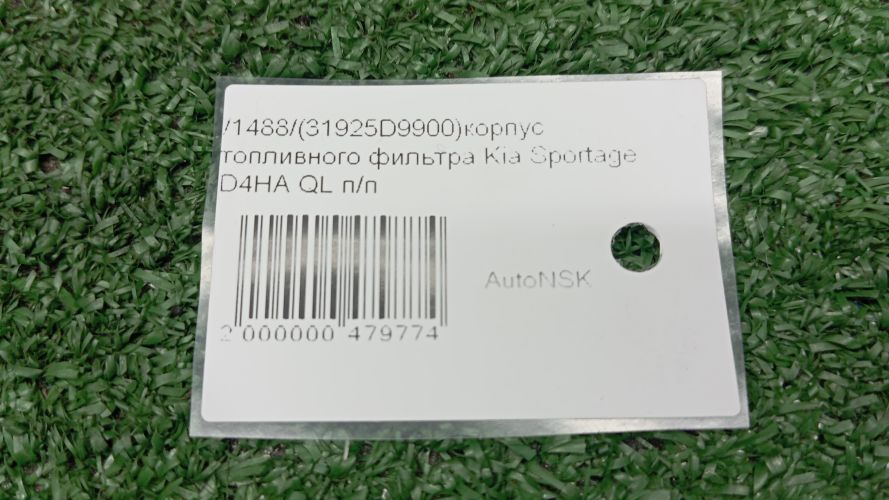 /1488/(31925D9900)корпус
топливного фильтра Kia Sportage
D4HA QL п/п
AutoNSK
2 000000 479774